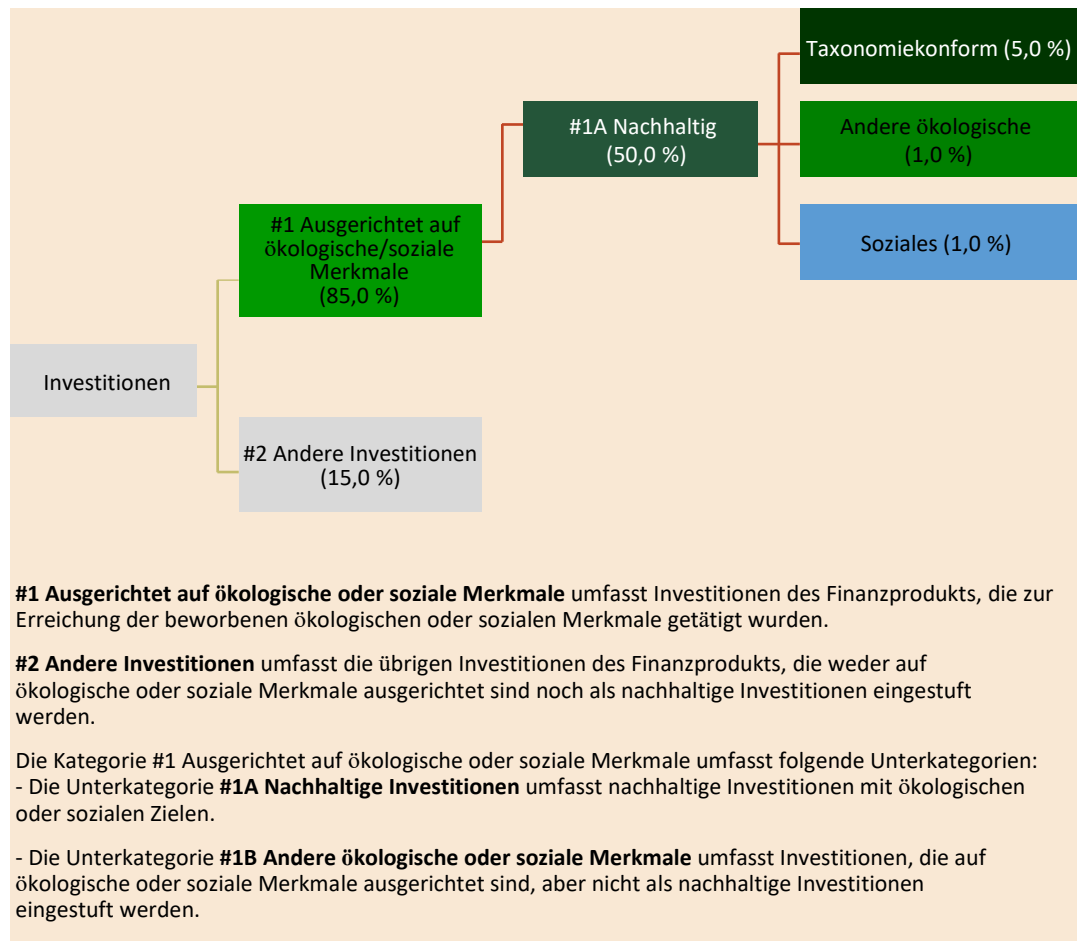 Taxonomiekonform (5,0 %)
#1A Nachhaltig
(50,0 %)
Andere ökologische
(1,0 %)
#1 Ausgerichtet auf
ökologische/soziale
Merkmale
(85,0 %)
Soziales (1,0 %)
Investitionen
#2 Andere Investitionen
(15,0 %)
#1 Ausgerichtet auf ökologische oder soziale Merkmale umfasst Investitionen des Finanzprodukts, die zur
Erreichung der beworbenen ökologischen oder sozialen Merkmale getätigt wurden.
#2 Andere Investitionen umfasst die übrigen Investitionen des Finanzprodukts, die weder auf
ökologische oder soziale Merkmale ausgerichtet sind noch als nachhaltige Investitionen eingestuft
werden.
Die Kategorie #1 Ausgerichtet auf ökologische oder soziale Merkmale umfasst folgende Unterkategorien:
- Die Unterkategorie #1A Nachhaltige Investitionen umfasst nachhaltige Investitionen mit ökologischen
oder sozialen Zielen.
- Die Unterkategorie #1B Andere ökologische oder soziale Merkmale umfasst Investitionen, die auf
ökologische oder soziale Merkmale ausgerichtet sind, aber nicht als nachhaltige Investitionen
eingestuft werden.